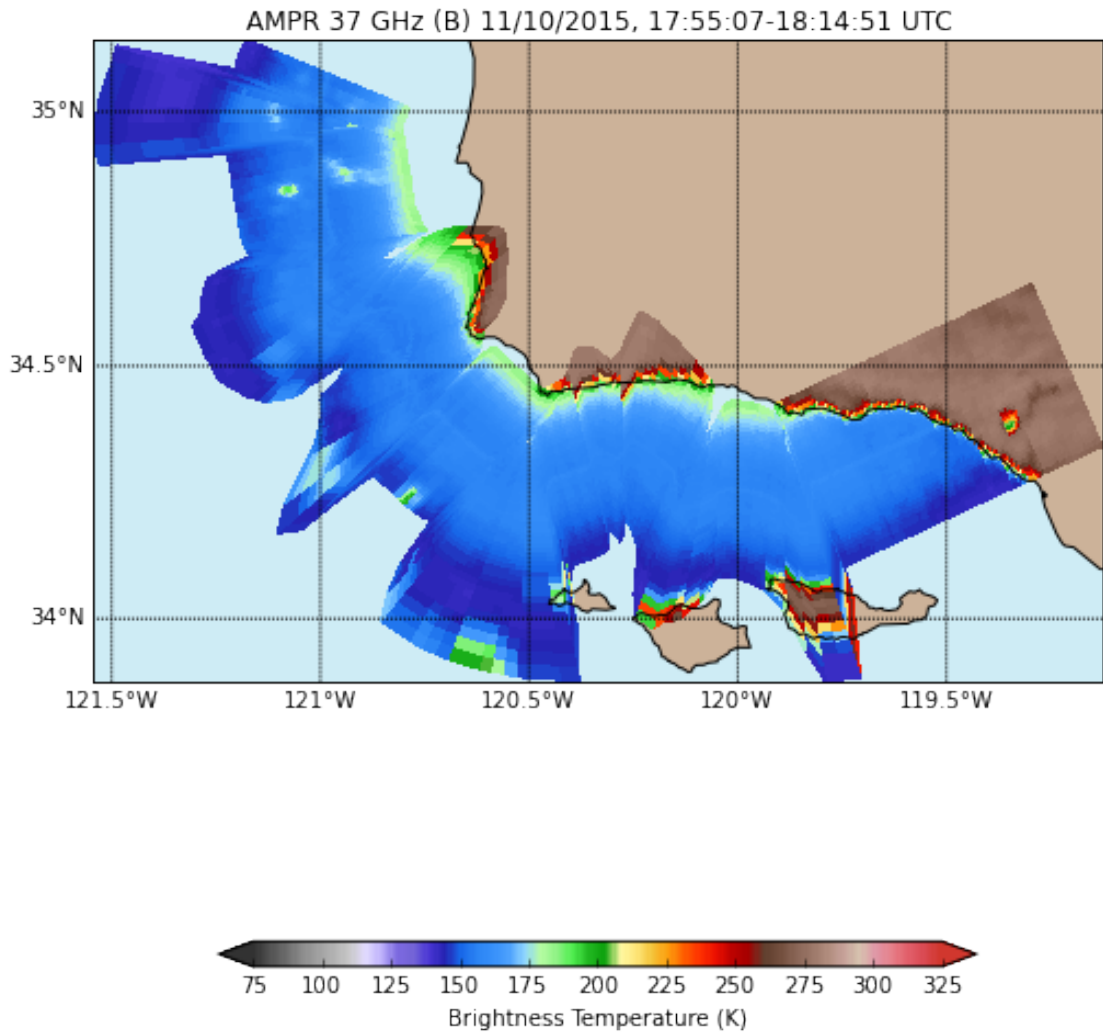 AMPR 37 GHz (B) 11/10/2015, 17:55:07-18:14:51 UTC
35°N
34.5°N
34°N
121.5°W 121°W 120.5°W 120°W 119.5°W
75 100 125 150 175 200 225 250 275 300 325
Brightness Temperature (K)